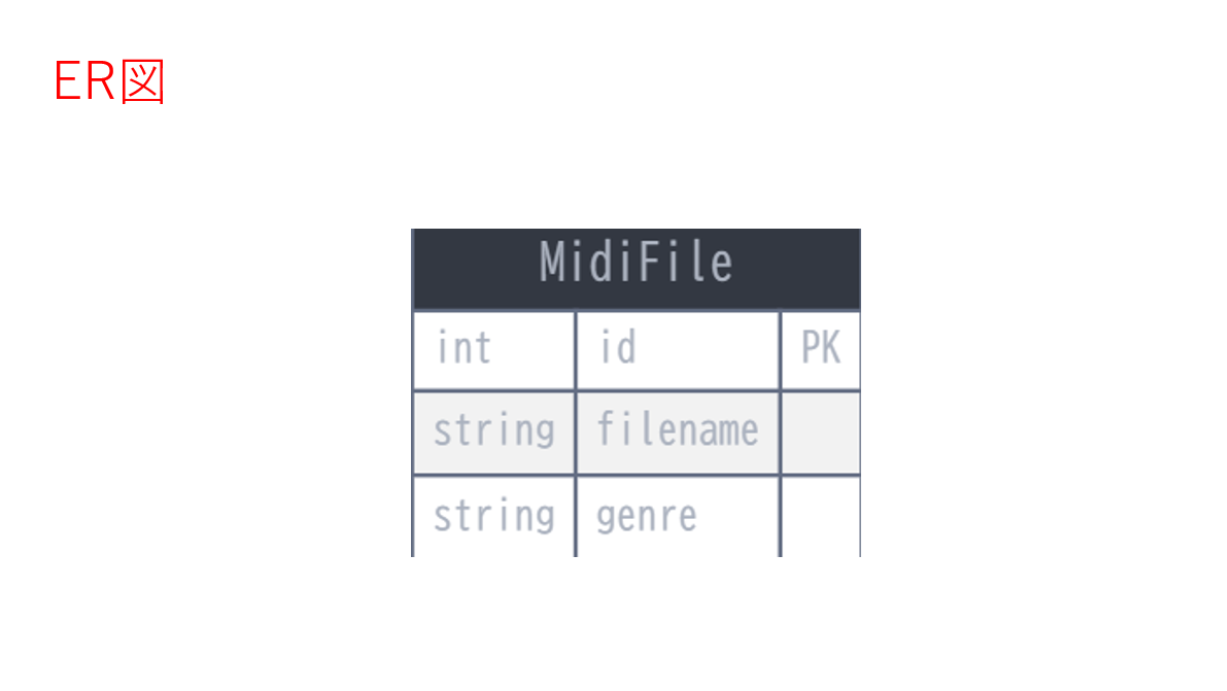 ER図
MidiFile
int id PK
string filename
string genre